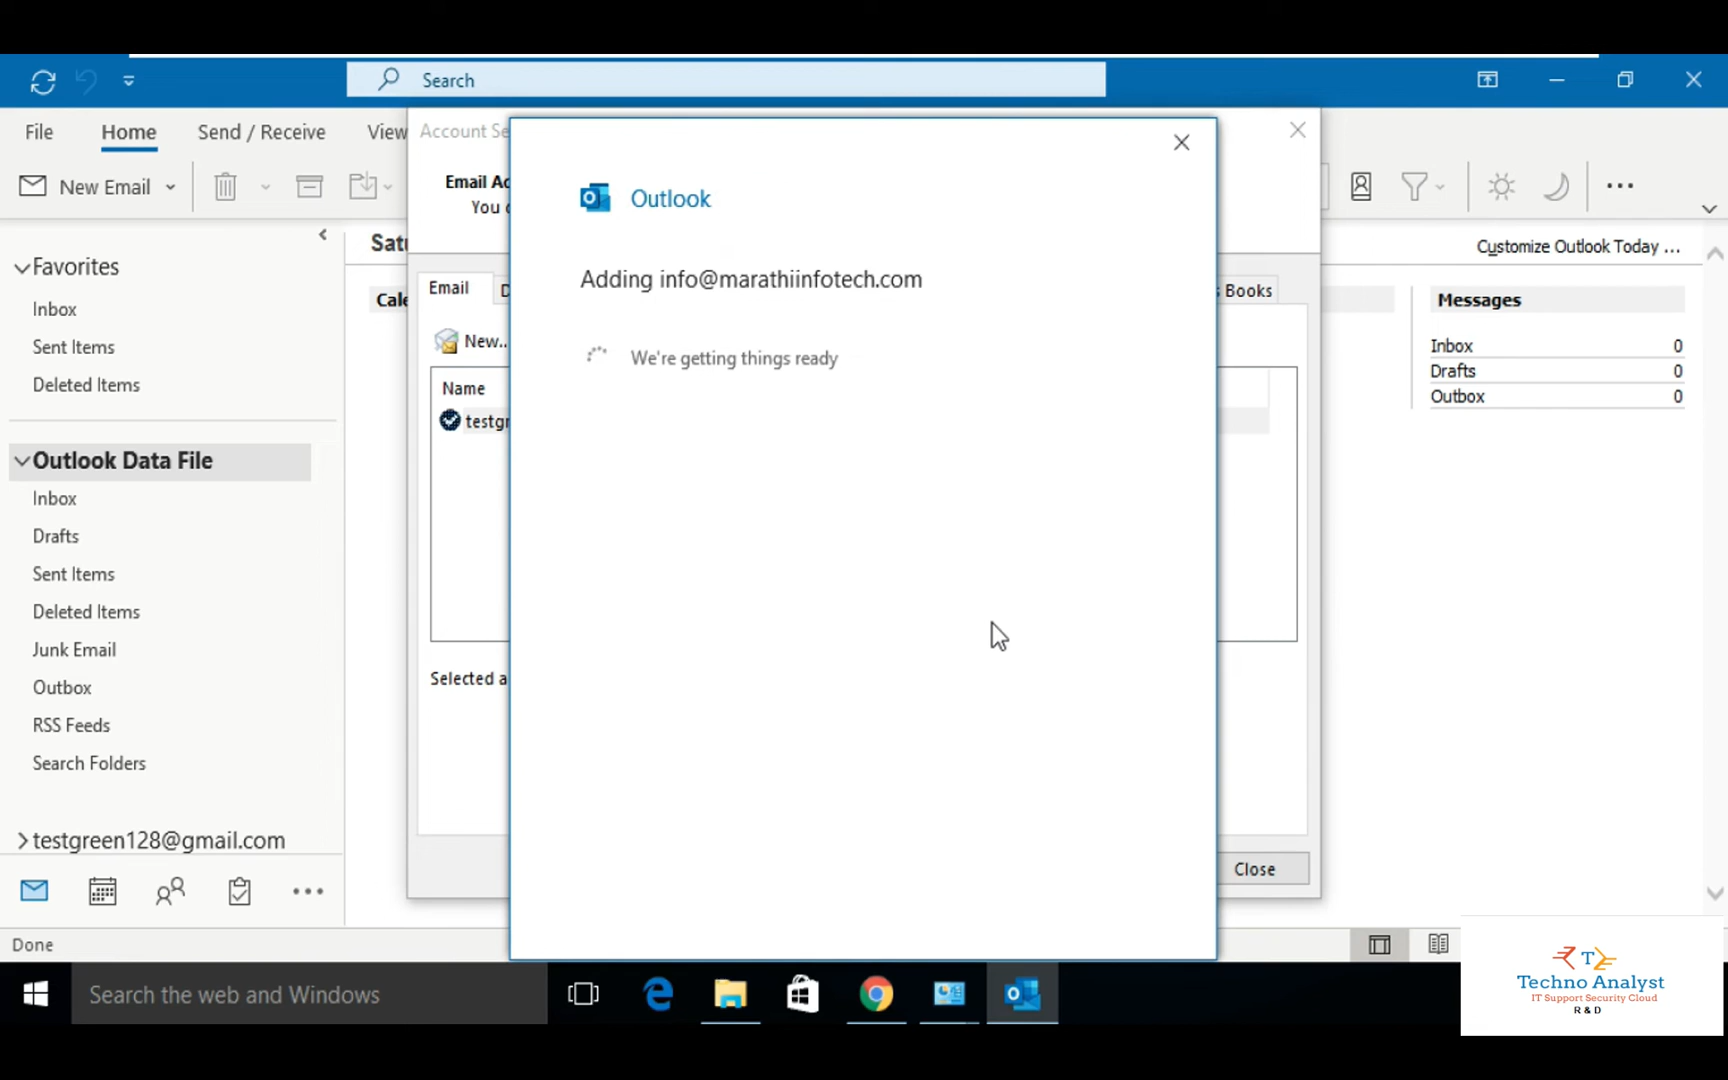 Search
File Home Send / Receive View
New Email
Favorites
Inbox
Sent Items
Deleted Items
Outlook Data File
Inbox
Drafts
Sent Items
Deleted Items
Junk Email
Outbox
RSS Feeds
Search Folders
testgreen128@gmail.com
Done
Satu
Cale
Account Se
Email Ad
You c
Email
New..
Name
testgr
Selected a
s Books
Close
Outlook
Adding info@marathiinfotech.com
We're getting things ready
Customize Outlook Today ...
Messages
Inbox 0
Drafts 0
Outbox 0
Search the web and Windows
T
Techno Analyst
IT Support Security Cloud
R & D